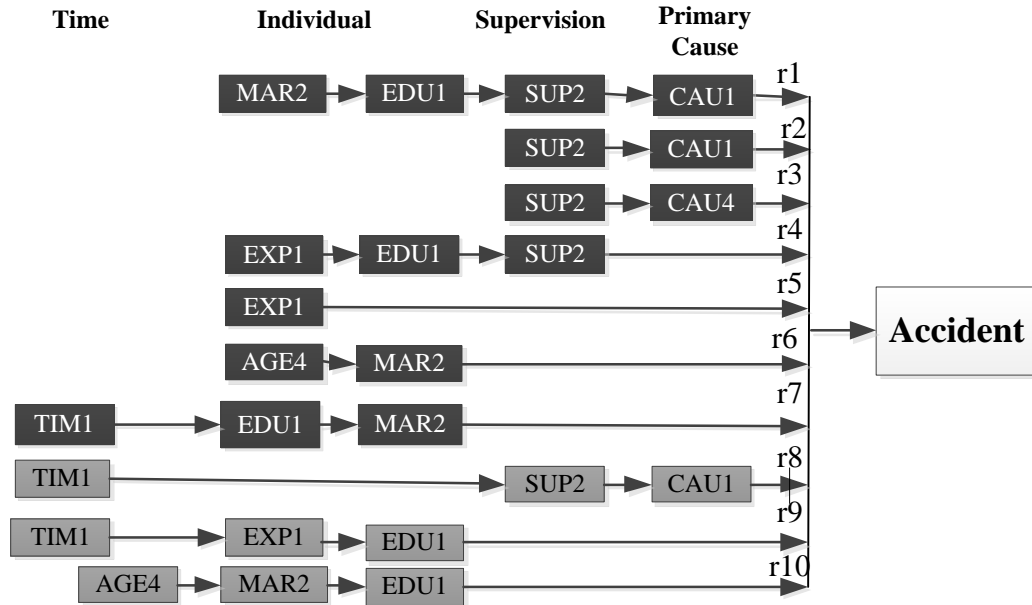 Time Individual Supervision Primary
Cause
MAR2 EDU1 SUP2 CAU1 r1
SUP2 CAU1 r2
SUP2 CAU4 r3
EXP1 EDU1 SUP2 r4
EXP1 r5
AGE4 MAR2 r6
TIM1 EDU1 MAR2 r7
TIM1 SUP2 CAU1 r8
TIM1 EXP1 EDU1 r9
AGE4 MAR2 EDU1 r10
Accident